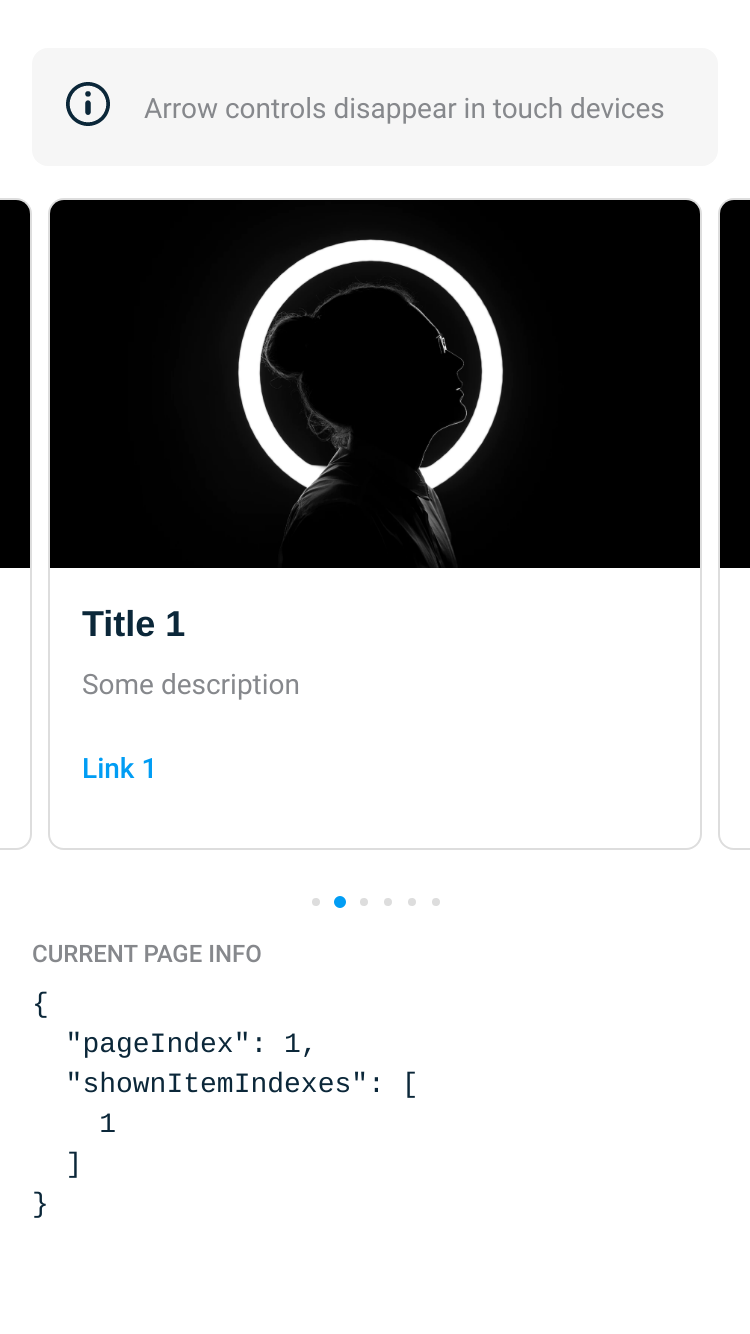 Arrow controls disappear in touch devices
Title 1
Some description
Link 1
CURRENT PAGE INFO
{
  "pageIndex": 1,
  "shownItemIndexes": [
    1
  ]
}